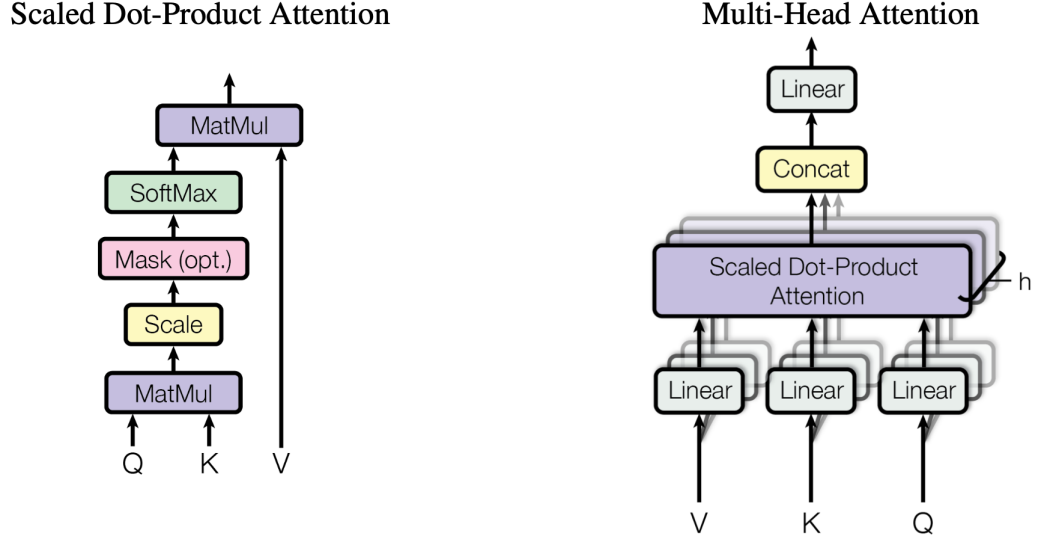 Scaled Dot-Product Attention
MatMul
SoftMax
Mask (opt.)
Scale
MatMul
Q K V
Multi-Head Attention
Linear
Concat
Scaled Dot-Product
Attention
h
Linear Linear Linear
V K Q